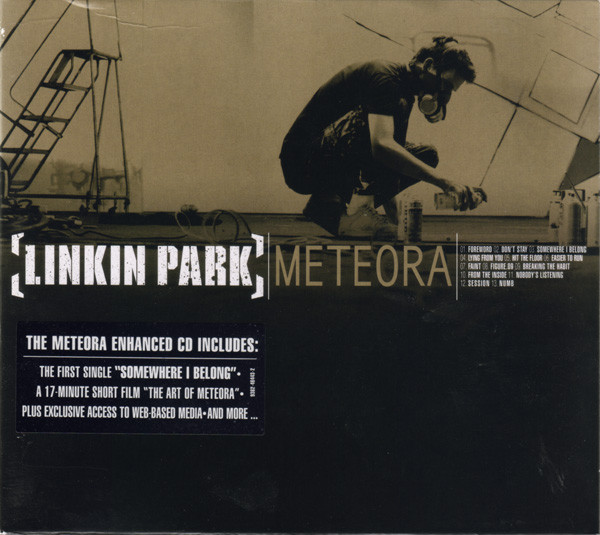 [LINKIN PARK]
METEORA
01. FOREWORD 02. DON'T STAY 03. SOMEWHERE I BELONG
04. LYING FROM YOU 05. HIT THE FLOOR 06. EASIER TO RUN
07. FAINT 08. FIGURE.09 09. BREAKING THE HABIT
10. FROM THE INSIDE 11. NOBODY'S LISTENING
12. SESSION 13. NUMB
THE METEORA ENHANCED CD INCLUDES:
THE FIRST SINGLE "SOMEWHERE I BELONG"•
A 17-MINUTE SHORT FILM "THE ART OF METEORA"•
PLUS EXCLUSIVE ACCESS TO WEB-BASED MEDIA•AND MORE ...